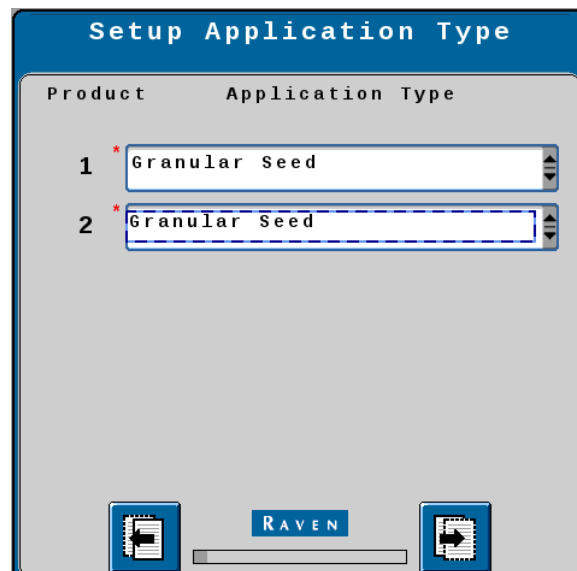 Setup Application Type
Product Application Type
1 * Granular Seed
2 * Granular Seed
RAVEN